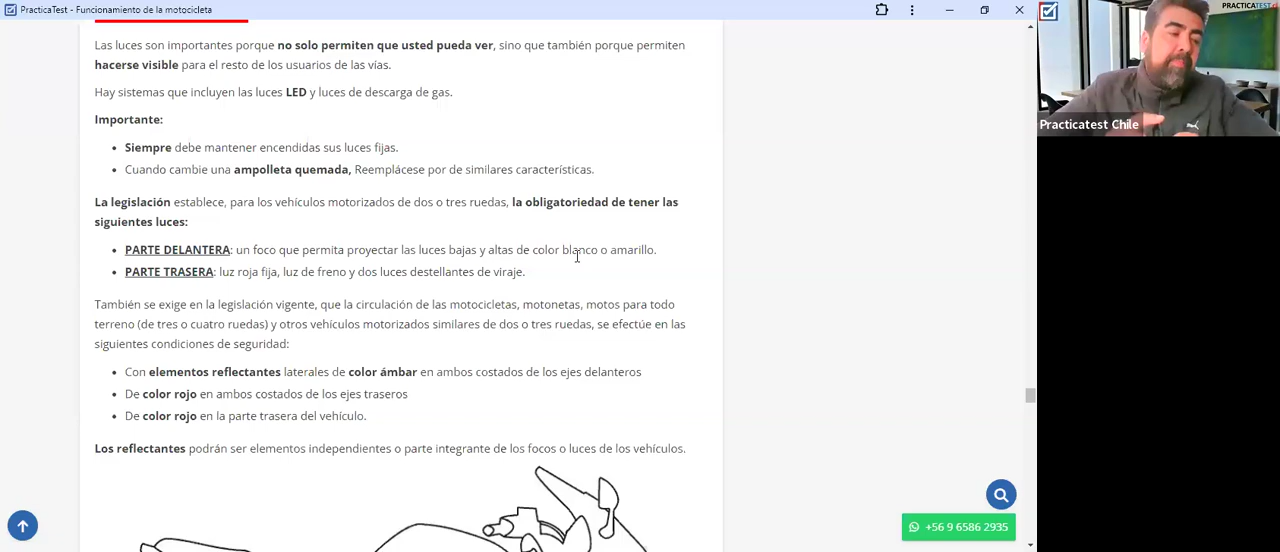 PracticaTest - Funcionamiento de la motocicleta
PRACTICATEST
Las luces son importantes porque no solo permiten que usted pueda ver, sino que también porque permiten
hacerse visible para el resto de los usuarios de las vías.
Hay sistemas que incluyen las luces LED y luces de descarga de gas.
Importante:
Siempre debe mantener encendidas sus luces fijas.
Cuando cambie una ampolleta quemada, Reemplácese por de similares características.
La legislación establece, para los vehículos motorizados de dos o tres ruedas, la obligatoriedad de tener las
siguientes luces:
PARTE DELANTERA: un foco que permita proyectar las luces bajas y altas de color blanco o amarillo.
PARTE TRASERA: luz roja fija, luz de freno y dos luces destellantes de viraje.
También se exige en la legislación vigente, que la circulación de las motocicletas, motonetas, motos para todo
terreno (de tres o cuatro ruedas) y otros vehículos motorizados similares de dos o tres ruedas, se efectúe en las
siguientes condiciones de seguridad:
Con elementos reflectantes laterales de color ámbar en ambos costados de los ejes delanteros
De color rojo en ambos costados de los ejes traseros
De color rojo en la parte trasera del vehículo.
Los reflectantes podrán ser elementos independientes o parte integrante de los focos o luces de los vehículos.
Practicatest Chile
+56 9 6586 2935